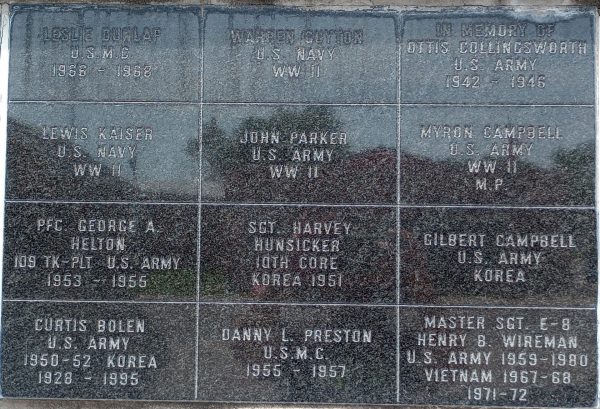 LESLIE DUNLAP
U.S.M.C.
1966 - 1968
WARREN GUYTON
U.S. NAVY
WW II
IN MEMORY OF
OTTIS COLLINGSWORTH
U.S. ARMY
1942 - 1946
LEWIS KAISER
U.S. NAVY
WW II
JOHN PARKER
U.S. ARMY
WW II
MYRON CAMPBELL
U.S. ARMY
WW II
M.P.
PFC. GEORGE A.
HELTON
109 TK-PLT U.S. ARMY
1953 - 1955
SGT. HARVEY
HUNSICKER
10TH CORE
KOREA 1951
GILBERT CAMPBELL
U.S. ARMY
KOREA
CURTIS BOLEN
U.S. ARMY
1950-52 KOREA
1928 - 1995
DANNY L. PRESTON
U.S.M.C.
1955 - 1957
MASTER SGT. E-8
HENRY B. WIREMAN
U.S. ARMY 1959-1980
VIETNAM 1967-68
1971-72